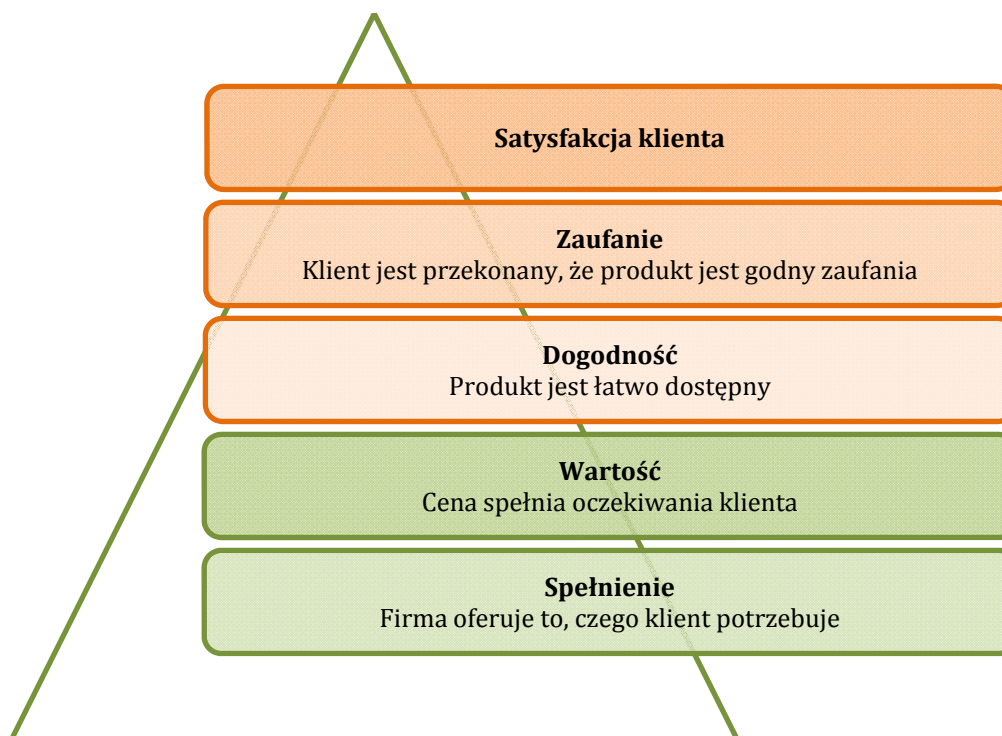 Satysfakcja klienta
Zaufanie
Klient jest przekonany, że produkt jest godny zaufania
Dogodność
Produkt jest łatwo dostępny
Wartość
Cena spełnia oczekiwania klienta
Spełnienie
Firma oferuje to, czego klient potrzebuje